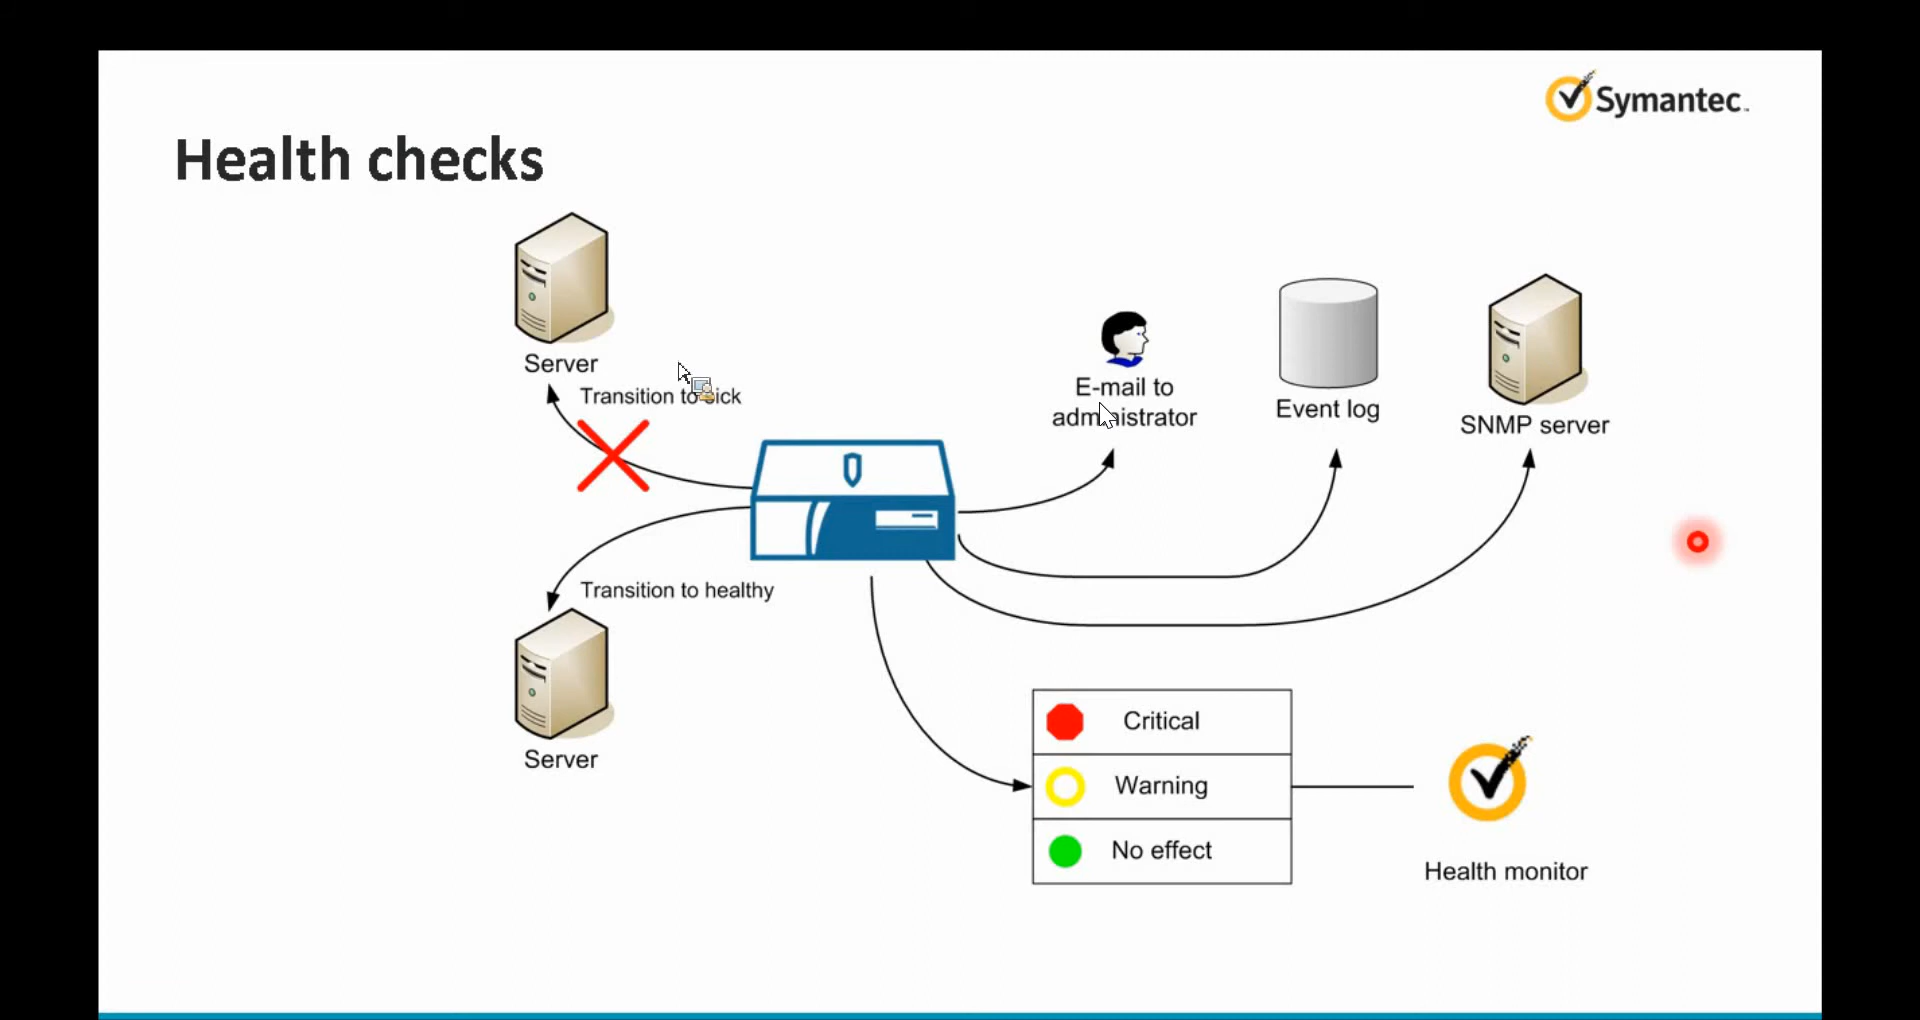 Symantec™
Health checks
Server
Transition to sick
E-mail to
administrator
Event log
SNMP server
Transition to healthy
Server
Critical
Warning
No effect
Health monitor